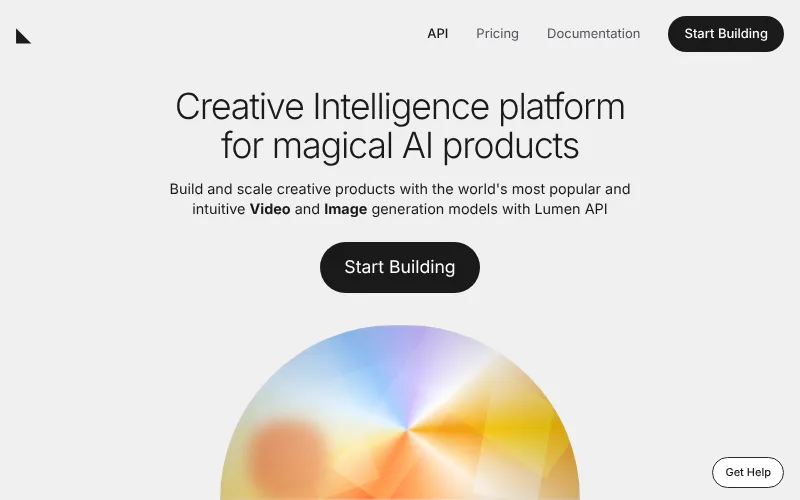 API
Pricing
Documentation
Start Building
Creative Intelligence platform
for magical AI products
Build and scale creative products with the world's most popular and
intuitive Video and Image generation models with Lumen API
Start Building
Get Help